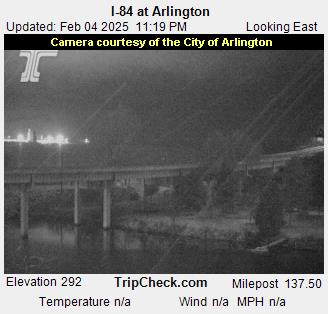 I-84 at Arlington
Updated: Feb 04 2025 11:19 PM Looking East
Camera courtesy of the City of Arlington
Elevation 292 TripCheck.com Milepost 137.50
Temperature n/a Wind n/a MPH n/a